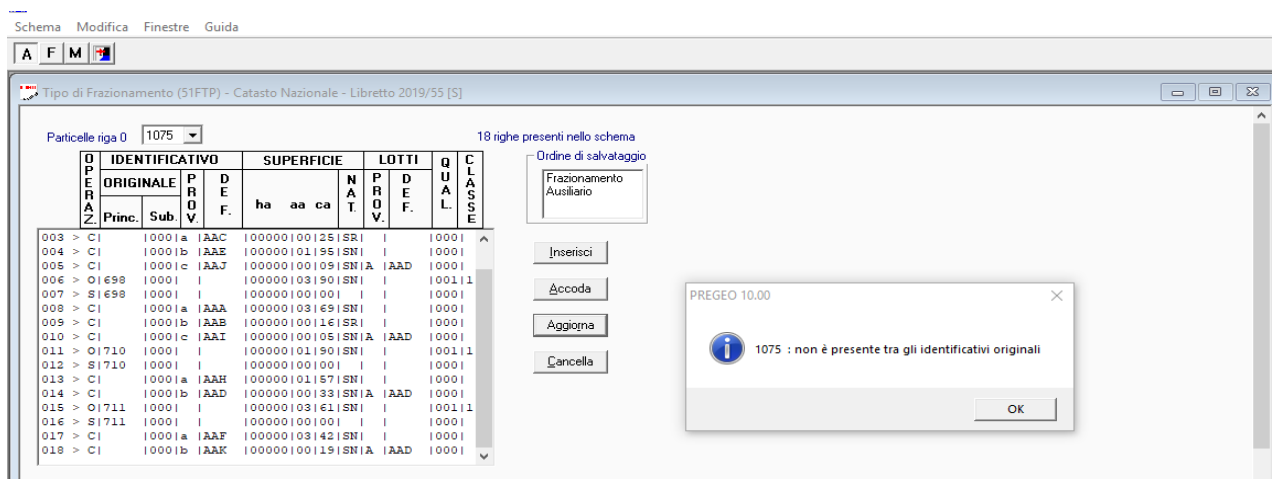 Schema Modifica Finestre Guida
A F M
Tipo di Frazionamento (51FTP) - Catasto Nazionale - Libretto 2019/55 [S]
Particelle riga 0 1075
18 righe presenti nello schema
OPERAZ. IDENTIFICATIVO SUPERFICIE LOTTI QUAL. CLASSE
ORIGINALE PROV. DEF. NAT. PROV. DEF.
Princ. Sub. ha aa ca
003 > C| |000|a |AAC |00000|00|25|SR| | |000|
004 > C| |000|b |AAE |00000|01|95|SN| | |000|
005 > C| |000|c |AAJ |00000|00|09|SN|A |AAD |000|
006 > O|698 |000| | |00000|03|90|SN| | |001|1
007 > S|698 |000| | |00000|00|00| | | |000|
008 > C| |000|a |AAA |00000|03|69|SN| | |000|
009 > C| |000|b |AAB |00000|00|16|SR| | |000|
010 > C| |000|c |AAI |00000|00|05|SN|A |AAD |000|
011 > O|710 |000| | |00000|01|90|SN| | |001|1
012 > S|710 |000| | |00000|00|00| | | |000|
013 > C| |000|a |AAH |00000|01|57|SN| | |000|
014 > C| |000|b |AAD |00000|00|33|SN|A |AAD |000|
015 > O|711 |000| | |00000|03|61|SN| | |001|1
016 > S|711 |000| | |00000|00|00| | | |000|
017 > C| |000|a |AAF |00000|03|42|SN| | |000|
018 > C| |000|b |AAK |00000|00|19|SN|A |AAD |000|
Ordine di salvataggio
Frazionamento
Ausiliario
Inserisci
Accoda
Aggiorna
Cancella
PREGEO 10.00
1075 : non è presente tra gli identificativi originali
OK